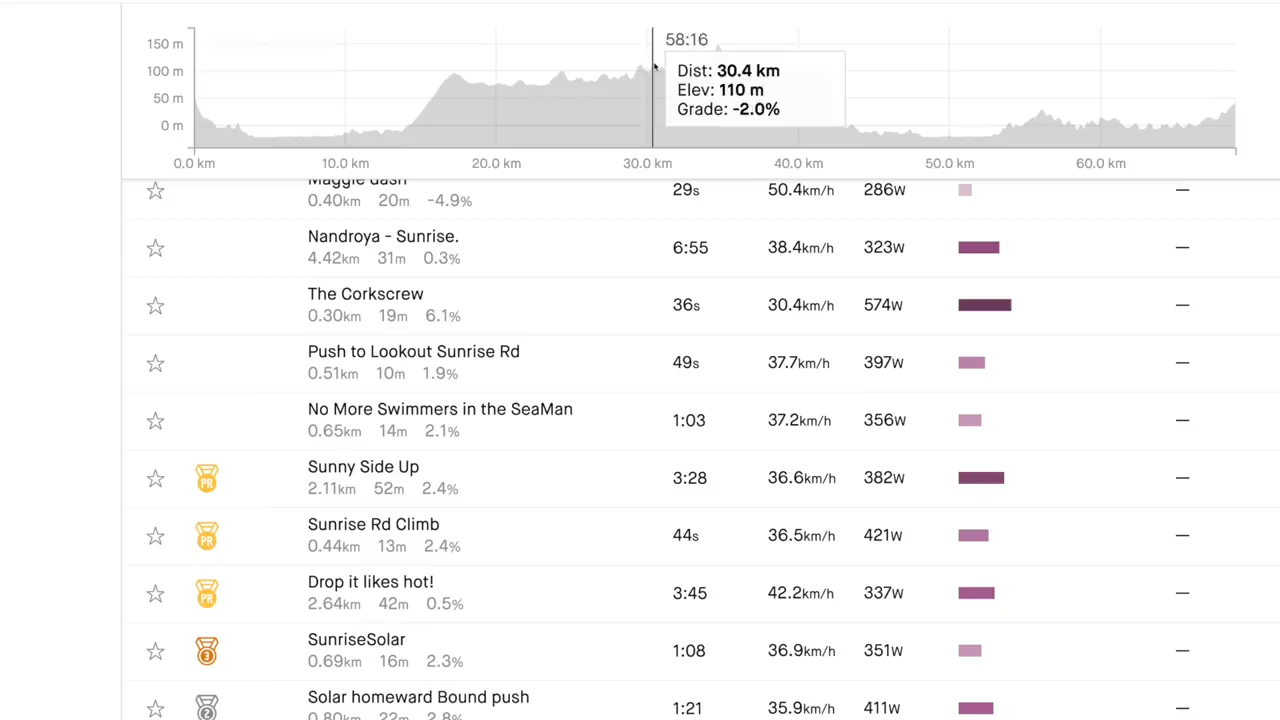 58:16
150 m
100 m
50 m
0 m
Dist: 30.4 km
Elev: 110 m
Grade: -2.0%
0.0 km 10.0 km 20.0 km 30.0 km 40.0 km 50.0 km 60.0 km
Maggie dash 29s 50.4km/h 286W —
0.40km 20m -4.9%
Nandroya - Sunrise. 6:55 38.4km/h 323W —
4.42km 31m 0.3%
The Corkscrew 36s 30.4km/h 574W —
0.30km 19m 6.1%
Push to Lookout Sunrise Rd 49s 37.7km/h 397W —
0.51km 10m 1.9%
No More Swimmers in the SeaMan 1:03 37.2km/h 356W —
0.65km 14m 2.1%
PR Sunny Side Up 3:28 36.6km/h 382W —
2.11km 52m 2.4%
PR Sunrise Rd Climb 44s 36.5km/h 421W —
0.44km 13m 2.4%
PR Drop it likes hot! 3:45 42.2km/h 337W —
2.64km 42m 0.5%
3 SunriseSolar 1:08 36.9km/h 351W —
0.69km 16m 2.3%
2 Solar homeward Bound push 1:21 35.9km/h 411W —
0.80km 22m 2.8%